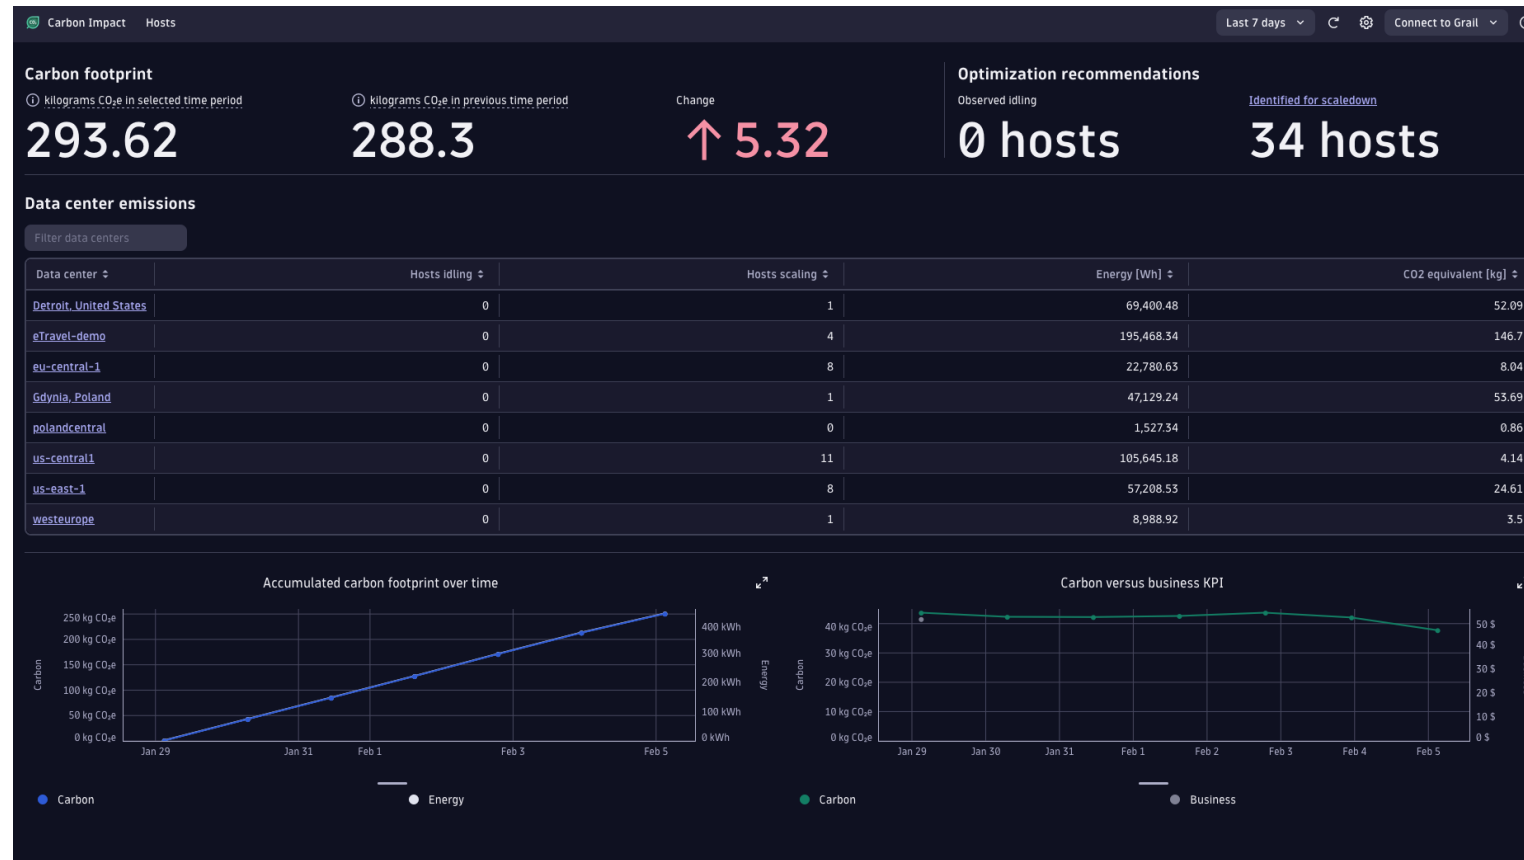 Carbon Impact Hosts Last 7 days Connect to Grail
Carbon footprint
kilograms CO₂e in selected time period kilograms CO₂e in previous time period Change
293.62 288.3 ↑ 5.32
Optimization recommendations
Observed idling Identified for scaledown
0 hosts 34 hosts
Data center emissions
Filter data centers
Data center Hosts idling Hosts scaling Energy [Wh] CO2 equivalent [kg]
Detroit, United States 0 1 69,400.48 52.09
eTravel-demo 0 4 195,468.34 146.7
eu-central-1 0 8 22,780.63 8.04
Gdynia, Poland 0 1 47,129.24 53.69
polandcentral 0 0 1,527.34 0.86
us-central1 0 11 105,645.18 4.14
us-east-1 0 8 57,208.53 24.61
westeurope 0 1 8,988.92 3.5
Accumulated carbon footprint over time
250 kg CO₂e
200 kg CO₂e
150 kg CO₂e
100 kg CO₂e
50 kg CO₂e
0 kg CO₂e
Carbon
400 kWh
300 kWh
200 kWh
100 kWh
0 kWh
Energy
Jan 29 Jan 31 Feb 1 Feb 3 Feb 5
Carbon Energy
Carbon versus business KPI
40 kg CO₂e
30 kg CO₂e
20 kg CO₂e
10 kg CO₂e
0 kg CO₂e
Carbon
50 $
40 $
30 $
20 $
10 $
0 $
Jan 29 Jan 30 Jan 31 Feb 1 Feb 2 Feb 3 Feb 4 Feb 5
Carbon Business